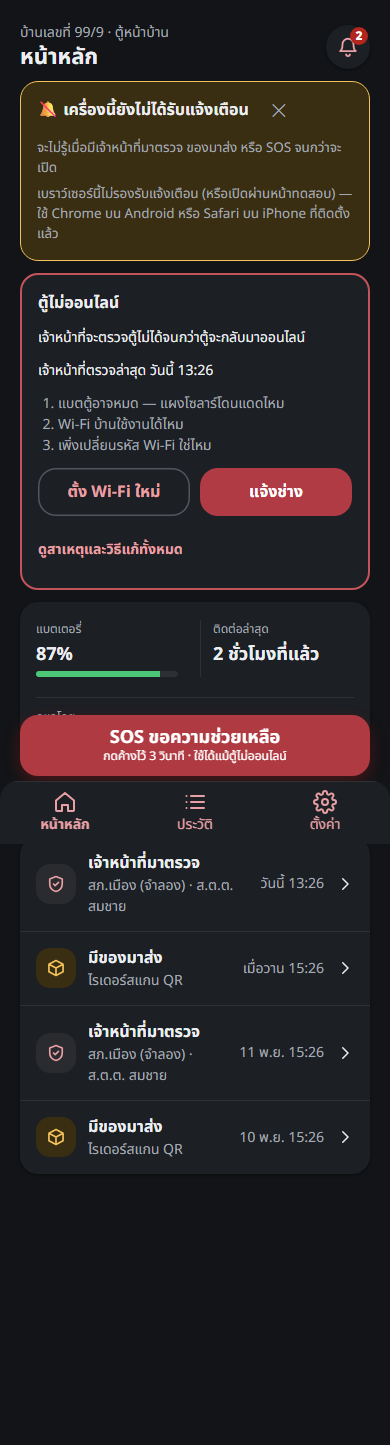 บ้านเลขที่ 99/9 · ตู้หน้าบ้าน
หน้าหลัก
2
เครื่องนี้ยังไม่ได้รับแจ้งเตือน
จะไม่รู้เมื่อมีเจ้าหน้าที่มาตรวจ ของมาส่ง หรือ SOS จนกว่าจะ
เปิด
เบราว์เซอร์นี้ไม่รองรับแจ้งเตือน (หรือเปิดผ่านหน้าทดสอบ) —
ใช้ Chrome บน Android หรือ Safari บน iPhone ที่ติดตั้ง
แล้ว
ตู้ไม่ออนไลน์
เจ้าหน้าที่จะตรวจตู้ไม่ได้จนกว่าตู้จะกลับมาออนไลน์
เจ้าหน้าที่ตรวจล่าสุด วันนี้ 13:26
1. แบตตู้อาจหมด — แผงโซลาร์โดนแดดไหม
2. Wi-Fi บ้านใช้งานได้ไหม
3. เพิ่งเปลี่ยนรหัส Wi-Fi ใช่ไหม
ตั้ง Wi-Fi ใหม่
แจ้งช่าง
ดูสาเหตุและวิธีแก้ทั้งหมด
แบตเตอรี่
ติดต่อล่าสุด
87%
2 ชั่วโมงที่แล้ว
SOS ขอความช่วยเหลือ
กดค้างไว้ 3 วินาที · ใช้ได้แม้ตู้ไม่ออนไลน์
หน้าหลัก
ประวัติ
ตั้งค่า
เจ้าหน้าที่มาตรวจ
สภ.เมือง (จำลอง) · ส.ต.ต.
สมชาย
วันนี้ 13:26
มีของมาส่ง
ไรเดอร์สแกน QR
เมื่อวาน 15:26
เจ้าหน้าที่มาตรวจ
สภ.เมือง (จำลอง) ·
ส.ต.ต. สมชาย
11 พ.ย. 15:26
มีของมาส่ง
ไรเดอร์สแกน QR
10 พ.ย. 15:26